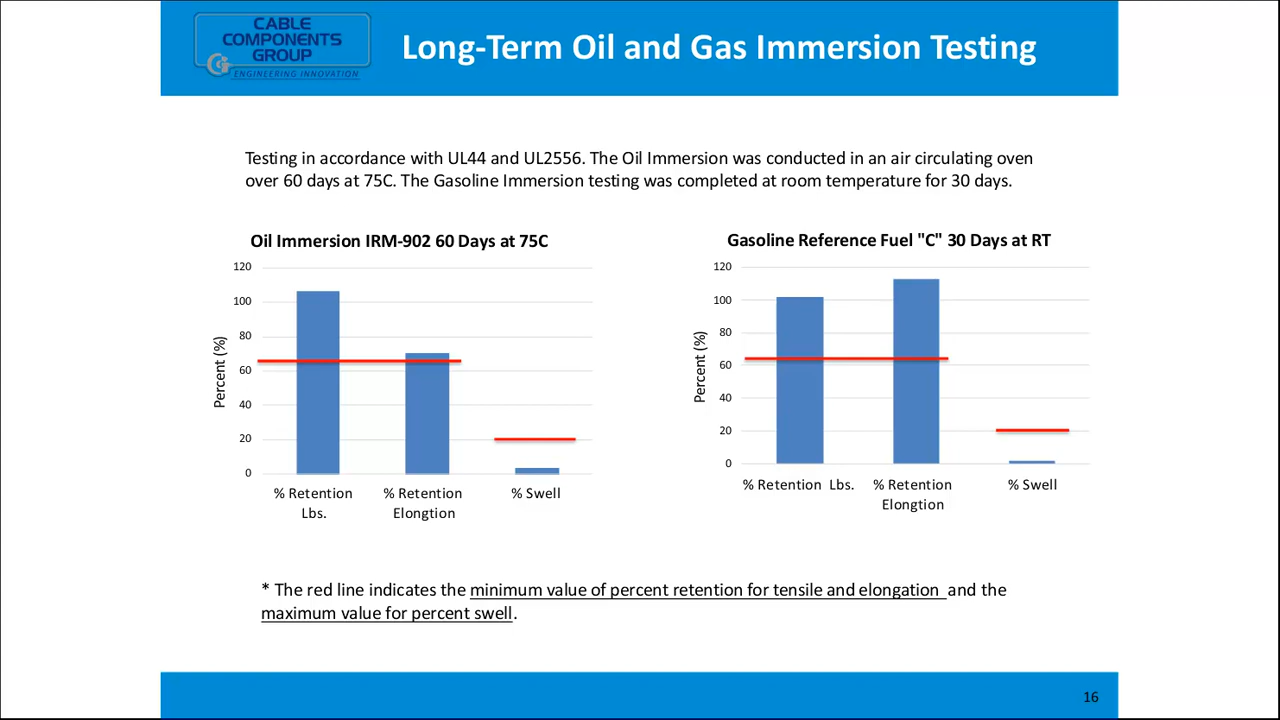 CABLE
COMPONENTS
GROUP
ENGINEERING INNOVATION
Long-Term Oil and Gas Immersion Testing
Testing in accordance with UL44 and UL2556. The Oil Immersion was conducted in an air circulating oven
over 60 days at 75C. The Gasoline Immersion testing was completed at room temperature for 30 days.
Oil Immersion IRM-902 60 Days at 75C
120
100
80
60
40
20
0
Percent (%)
% Retention
Lbs.
% Retention
Elongtion
% Swell
Gasoline Reference Fuel "C" 30 Days at RT
120
100
80
60
40
20
0
Percent (%)
% Retention Lbs.
% Retention
Elongtion
% Swell
* The red line indicates the minimum value of percent retention for tensile and elongation and the
maximum value for percent swell.
16